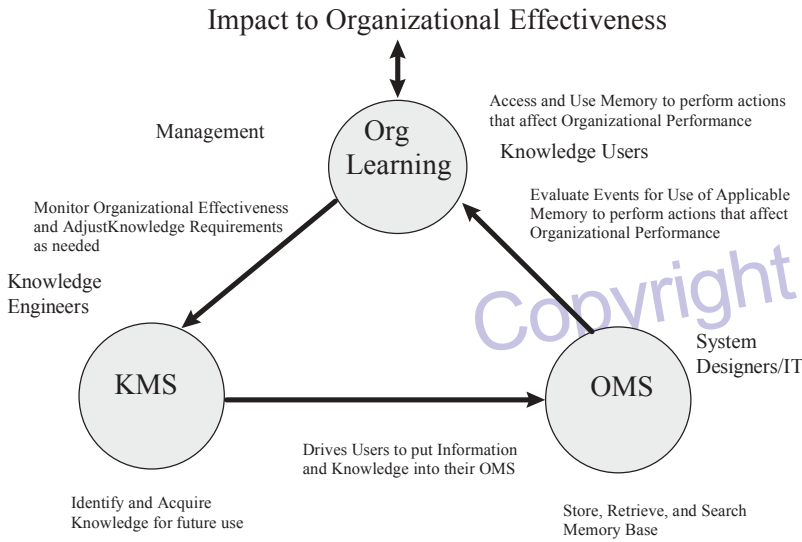 Impact to Organizational Effectiveness
Management
Org
Learning
Access and Use Memory to perform actions
that affect Organizational Performance
Knowledge Users
Monitor Organizational Effectiveness
and AdjustKnowledge Requirements
as needed
Evaluate Events for Use of Applicable
Memory to perform actions that affect
Organizational Performance
Knowledge
Engineers
Copyright
System
Designers/IT
KMS
OMS
Drives Users to put Information
and Knowledge into their OMS
Identify and Acquire
Knowledge for future use
Store, Retrieve, and Search
Memory Base